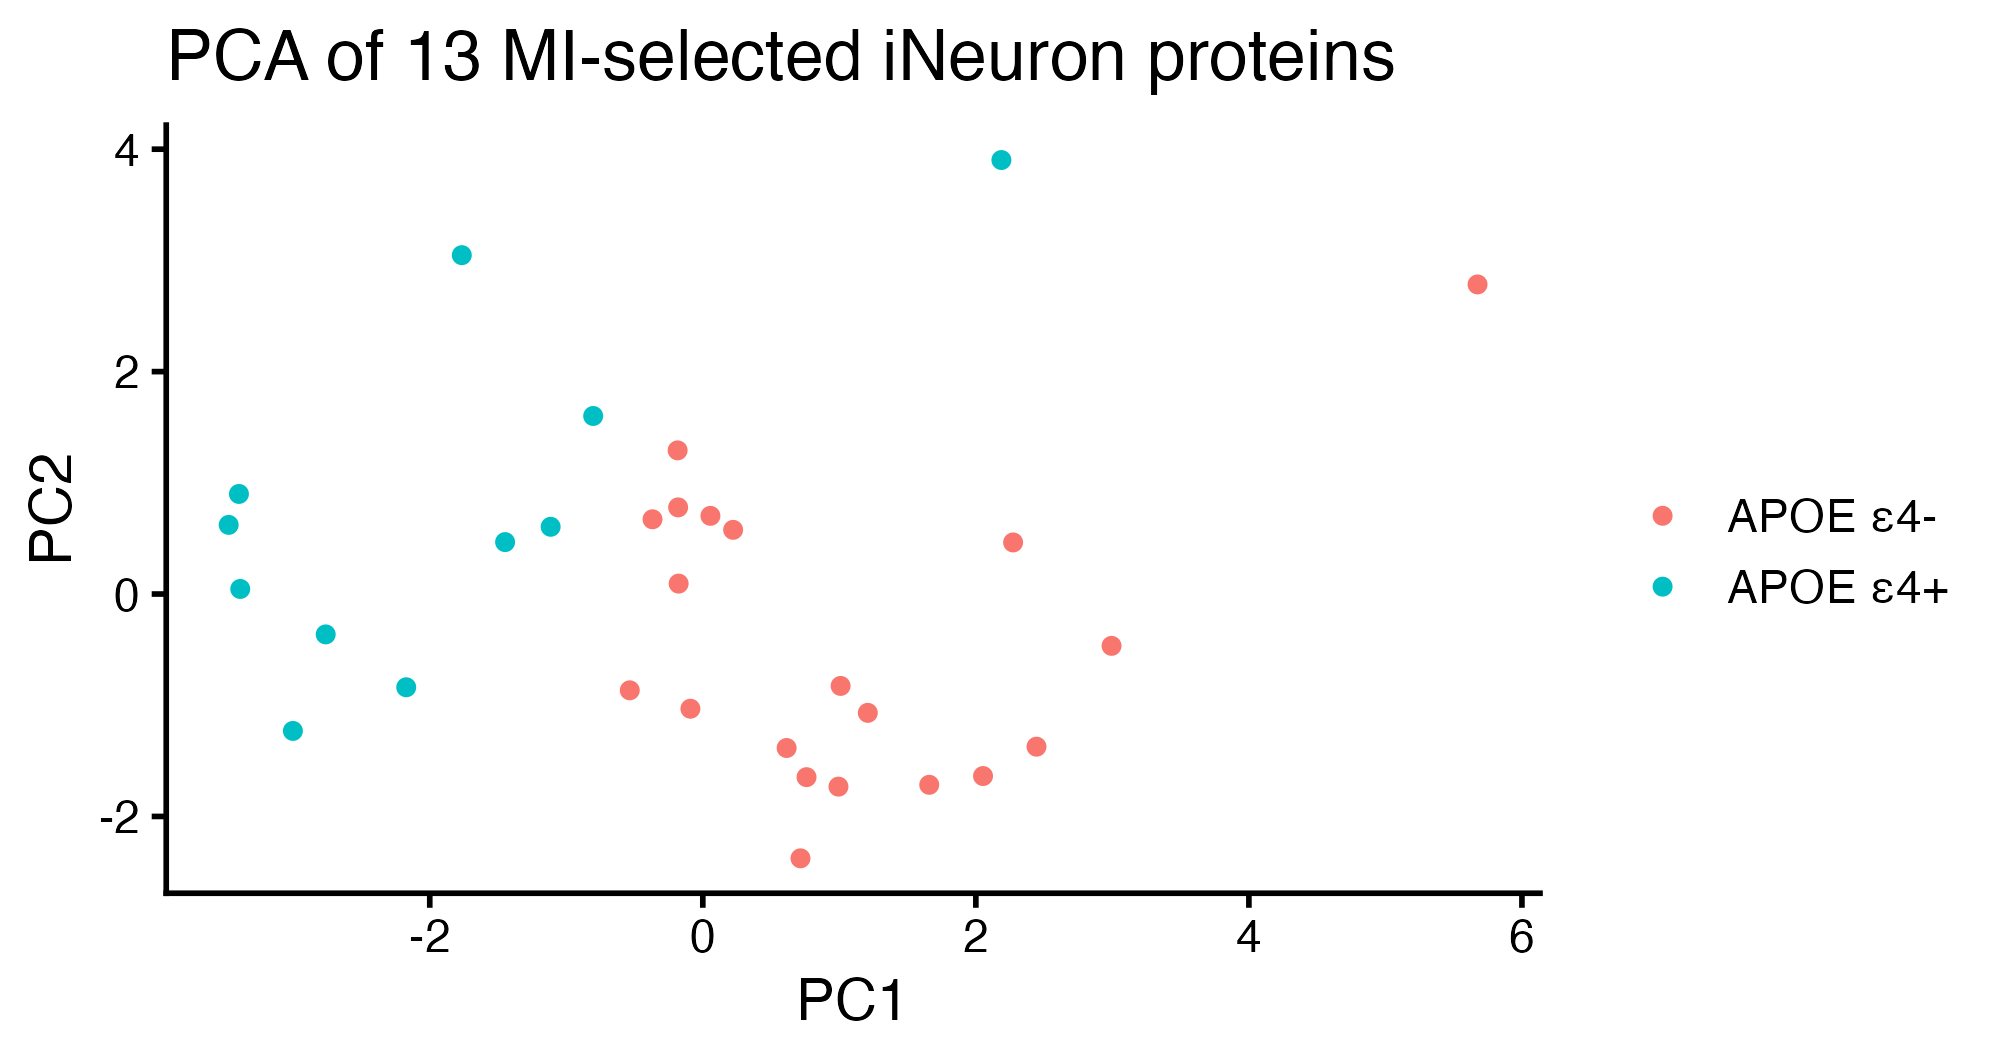 PCA of 13 MI-selected iNeuron proteins
4
2
0
-2
PC2
-2
0
2
4
6
PC1
APOE ε4-
APOE ε4+